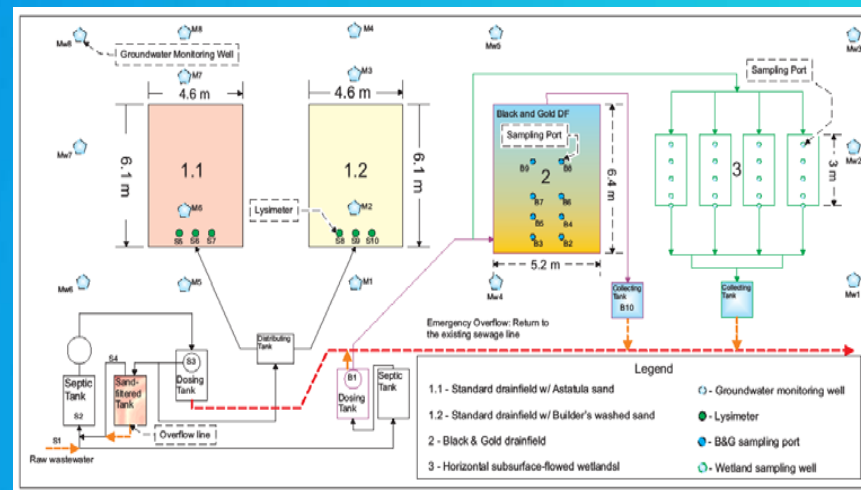 Mw8
Groundwater Monitoring Well
M8
M7
4.6 m
M4
M3
4.6 m
Mw5
Mw3
Sampling Port
6.1 m
1.1
M6
S5 S6 S7
Mw7
Lysimeter
1.2
M2
S8 S9 S10
6.1 m
Black and Gold DF
Sampling Port
2
B9 B8
B7 B6
B5 B4
B3 B2
6.4 m
5.2 m
3
3 m
Mw2
Mw6
M5
M1
Mw4
Mw1
Collecting
Tank
B10
Collecting
Tank
Emergency Overflow: Return to
the existing sewage line
S4
Septic
Tank
S2
Sand-
filtered
Tank
S3
Dosing
Tank
Distributing
Tank
B1
Dosing
Tank
Septic
Tank
S1
Raw wastewater
Overflow line
Legend
1.1 - Standard drainfield w/ Astatula sand
1.2 - Standard drainfield w/ Builder's washed sand
2 - Black & Gold drainfield
3 - Horizontal subsurface-flowed wetlandsl
- Groundwater monitoring well
- Lysimeter
- B&G sampling port
- Wetland sampling well